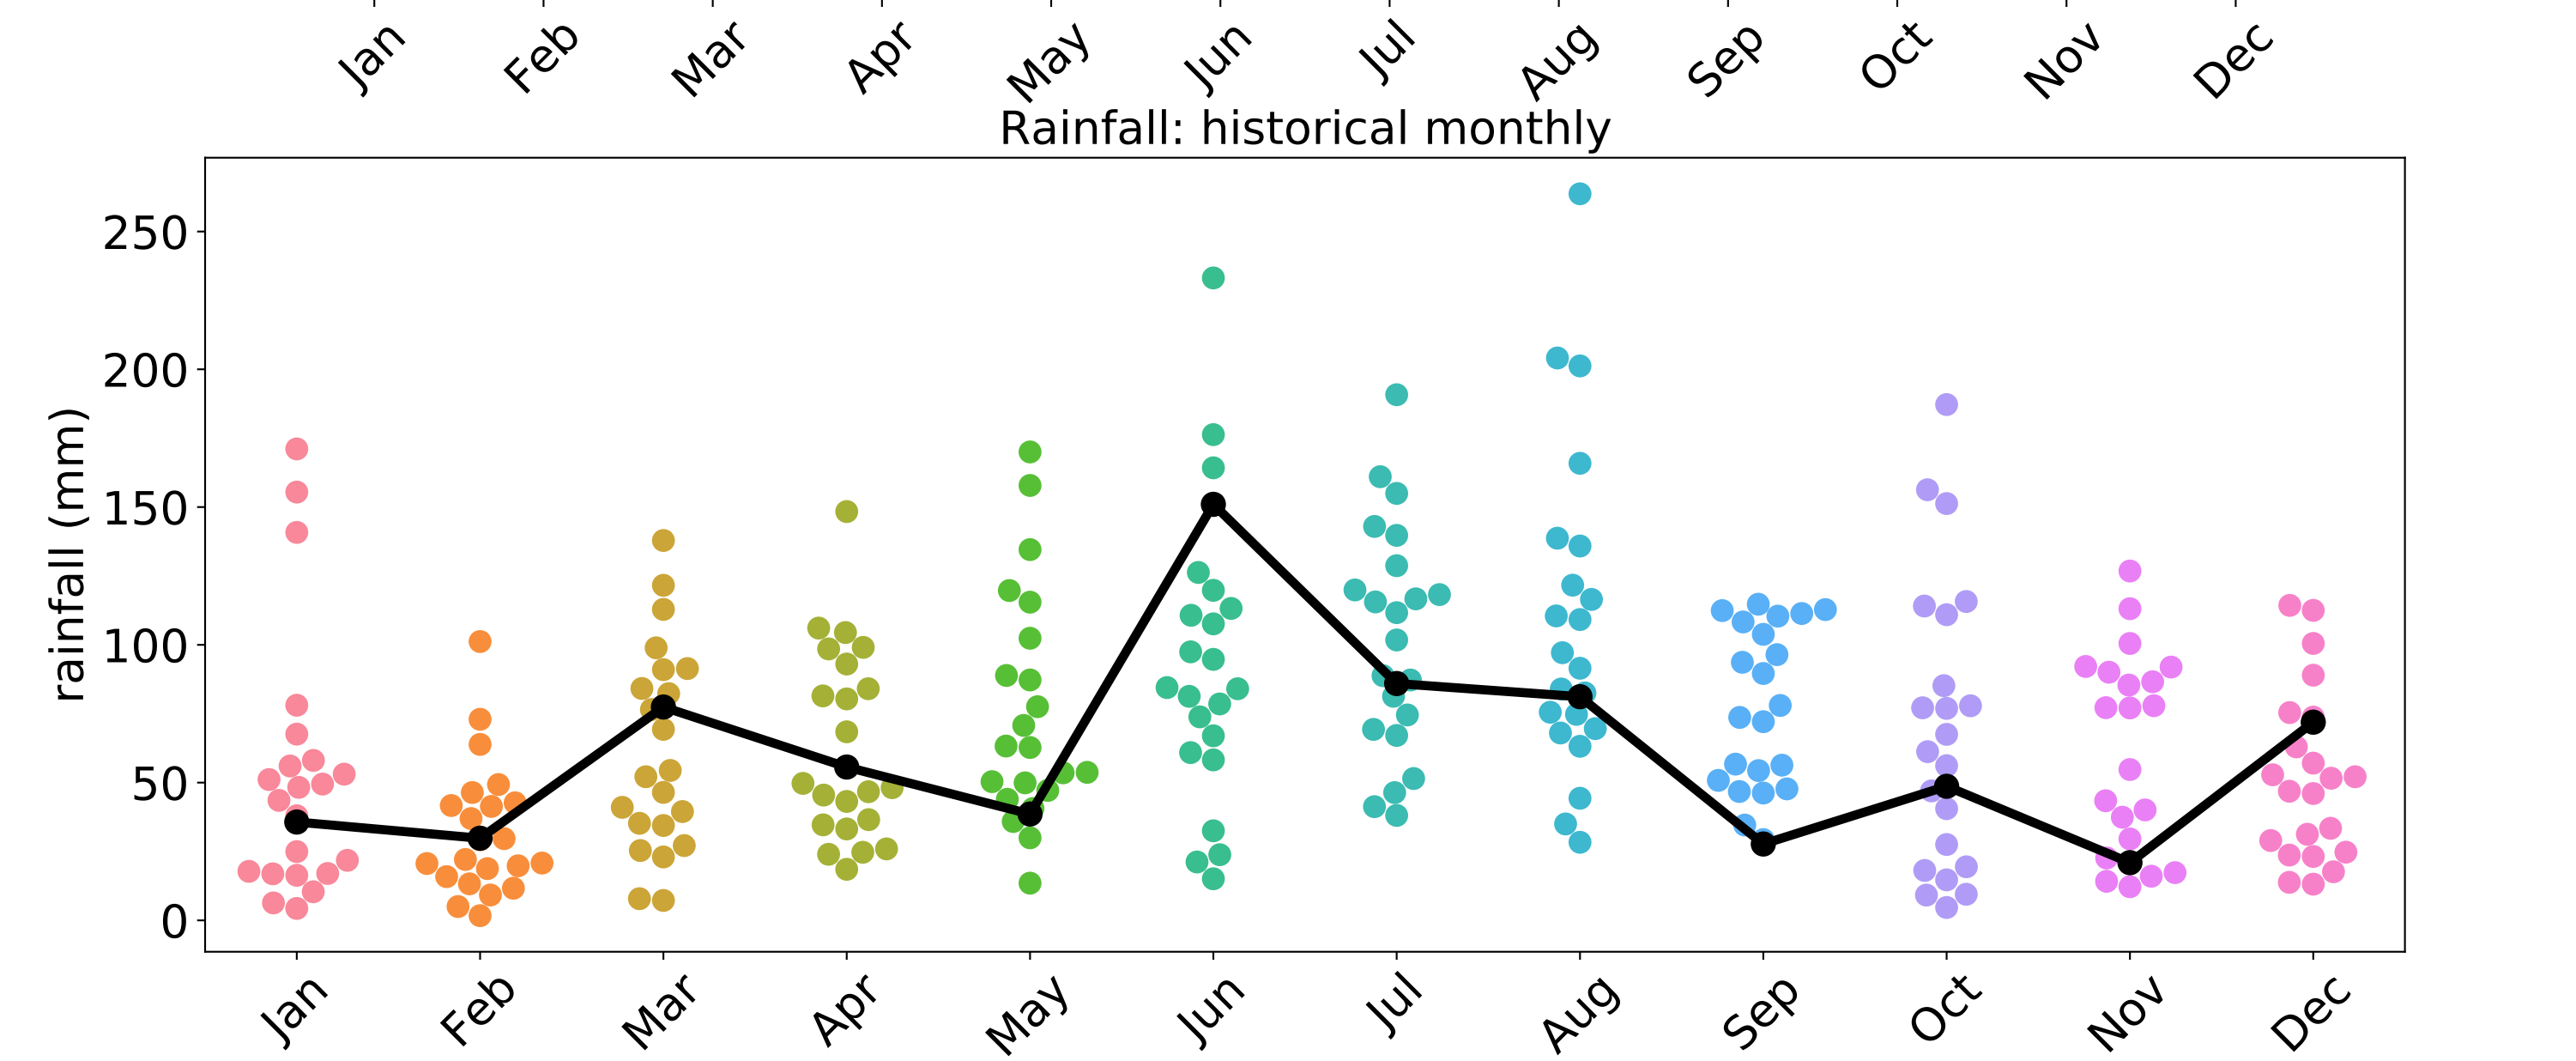 Jan Feb Mar Apr May Jun Jul Aug Sep Oct Nov Dec
Rainfall: historical monthly
rainfall (mm)
250
200
150
100
50
0
Jan Feb Mar Apr May Jun Jul Aug Sep Oct Nov Dec